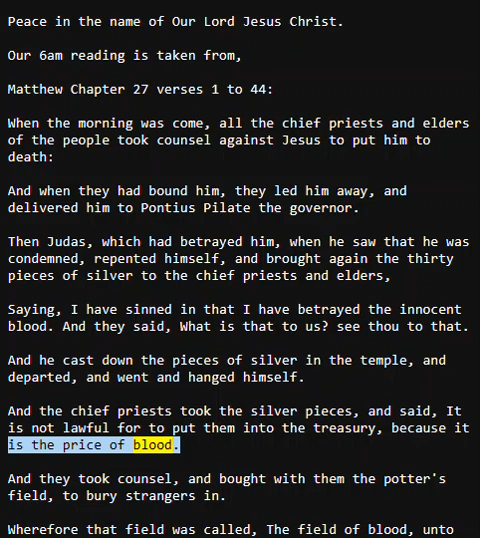 Peace in the name of Our Lord Jesus Christ.
Our 6am reading is taken from,
Matthew Chapter 27 verses 1 to 44:
When the morning was come, all the chief priests and elders
of the people took counsel against Jesus to put him to
death:
And when they had bound him, they led him away, and
delivered him to Pontius Pilate the governor.
Then Judas, which had betrayed him, when he saw that he was
condemned, repented himself, and brought again the thirty
pieces of silver to the chief priests and elders,
Saying, I have sinned in that I have betrayed the innocent
blood. And they said, What is that to us? see thou to that.
And he cast down the pieces of silver in the temple, and
departed, and went and hanged himself.
And the chief priests took the silver pieces, and said, It
is not lawful for to put them into the treasury, because it
is the price of blood.
And they took counsel, and bought with them the potter's
field, to bury strangers in.
Wherefore that field was called, The field of blood, unto